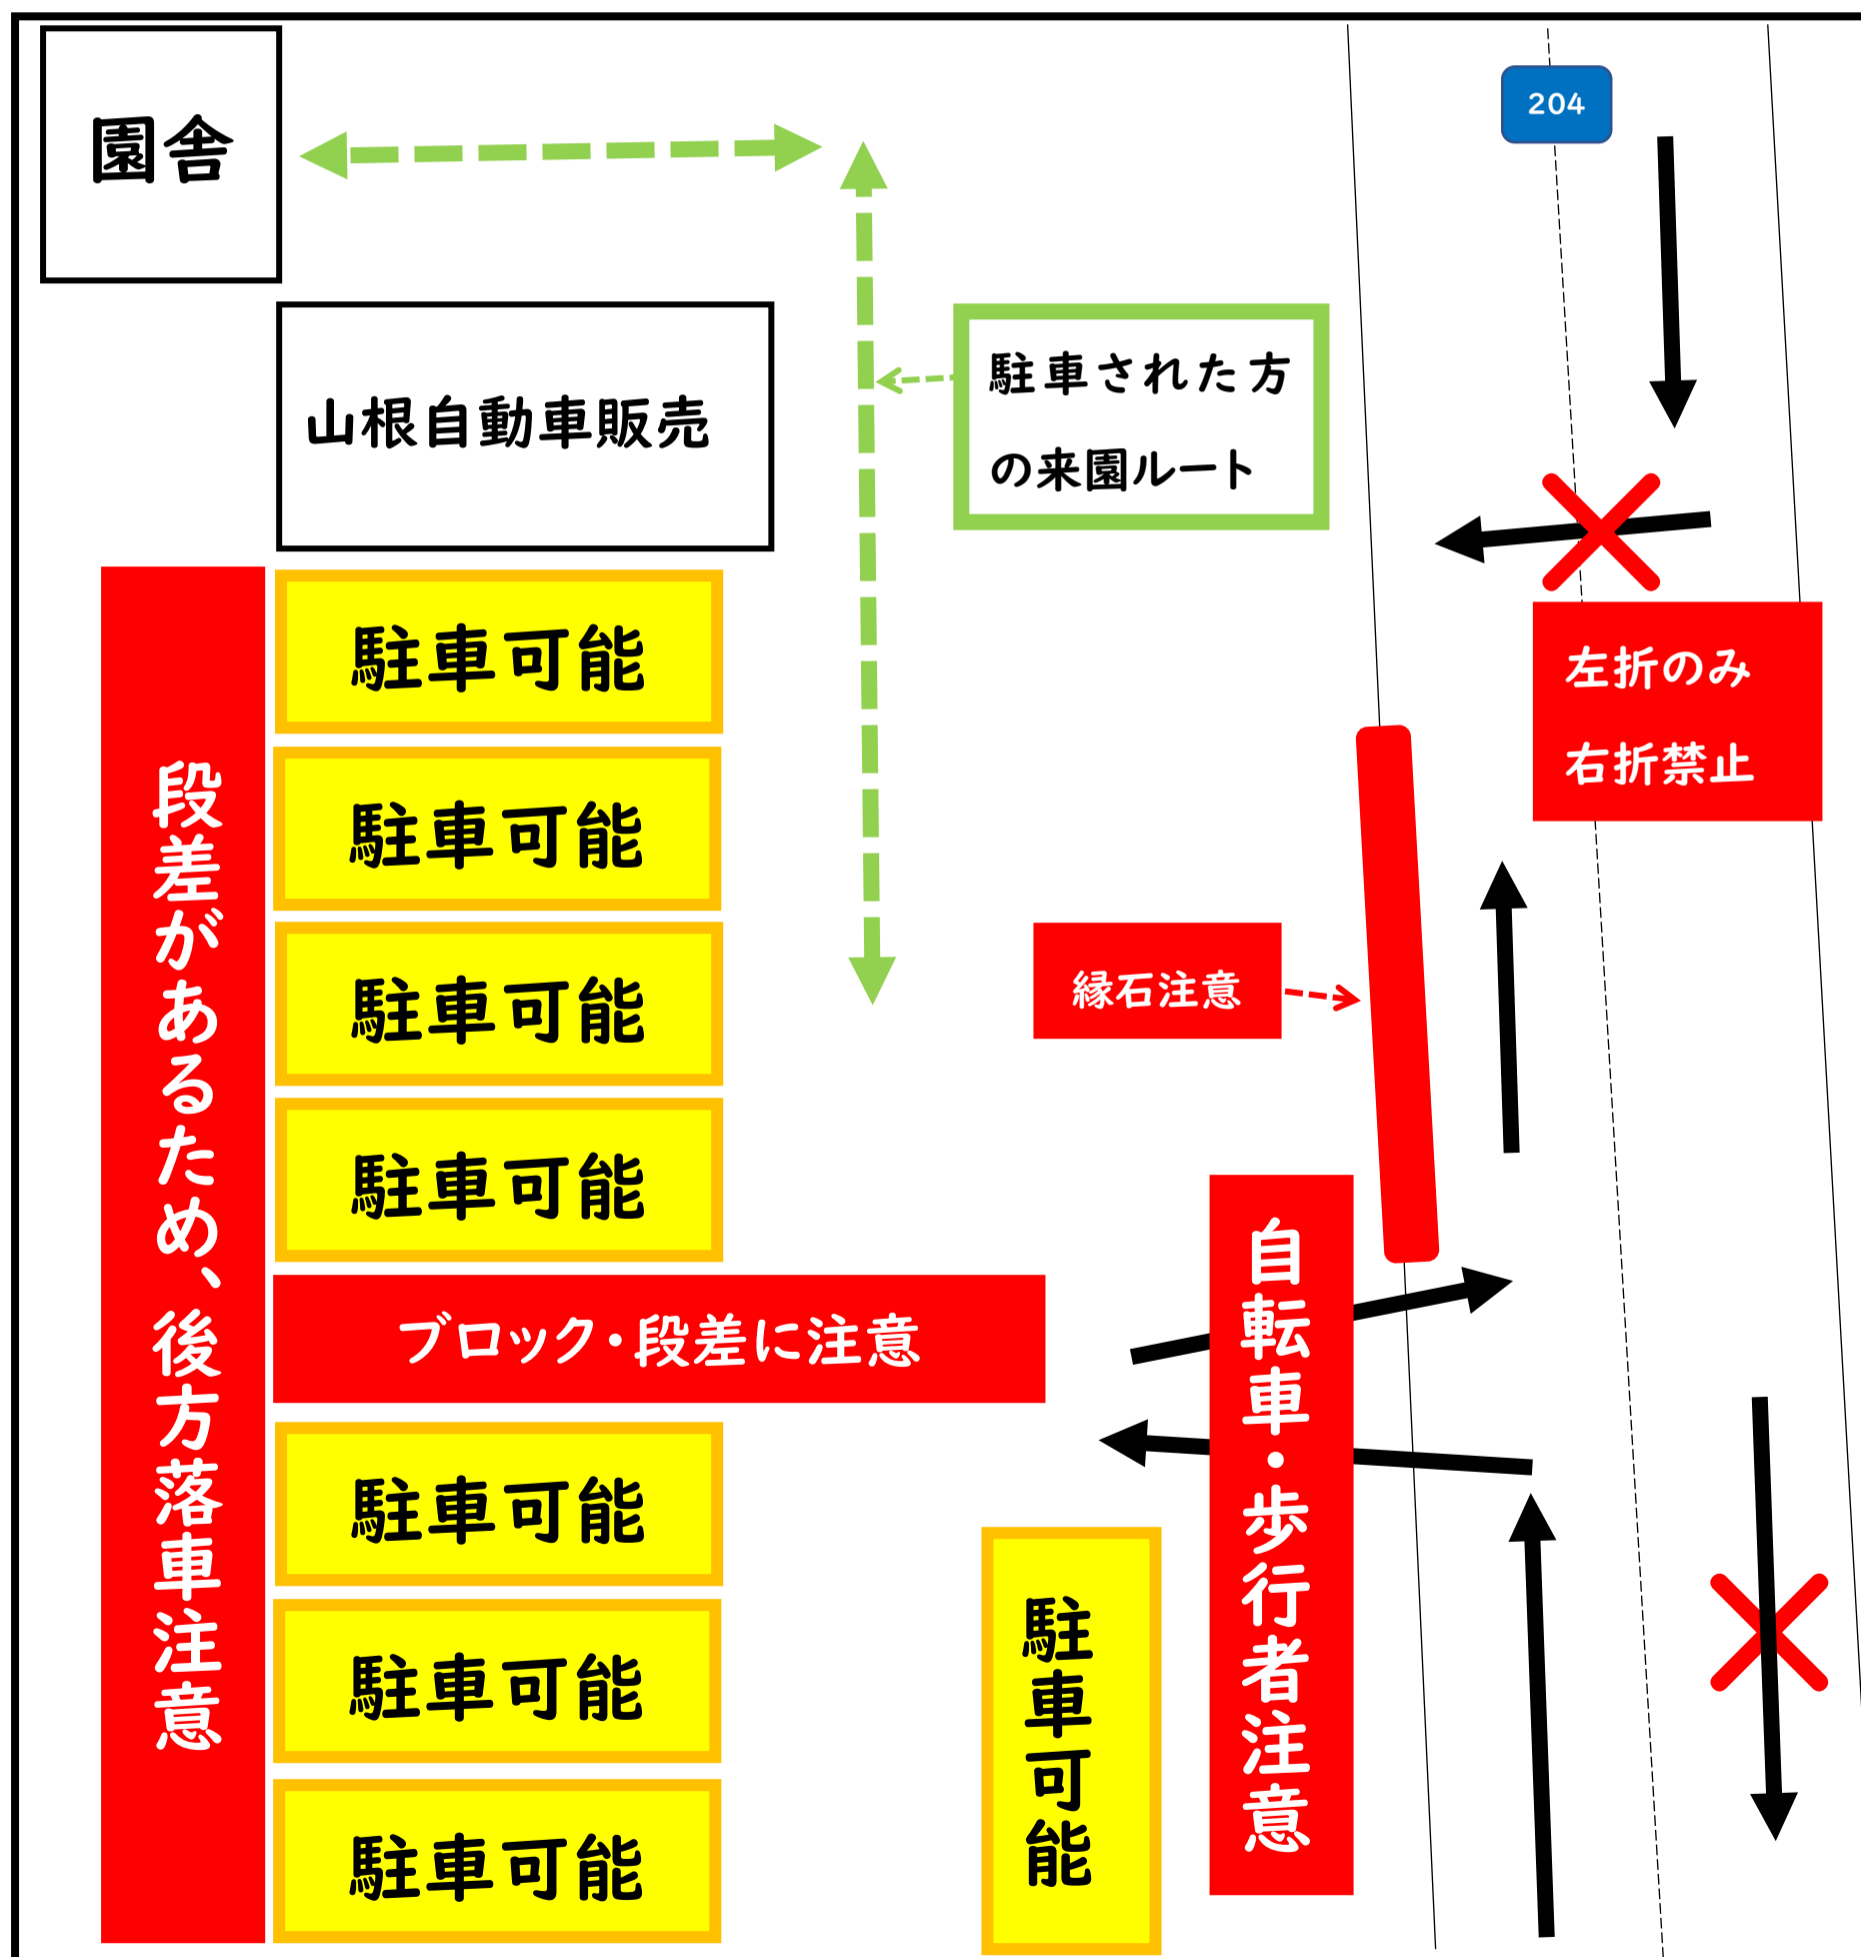 園舎
204
山根自動車販売
駐車された方
の来園ルート
左折のみ
右折禁止
段差があるため、後方落車注意
駐車可能
駐車可能
駐車可能
縁石注意
駐車可能
ブロック・段差に注意
自転車・歩行者注意
駐車可能
駐車可能
駐車可能
駐車可能